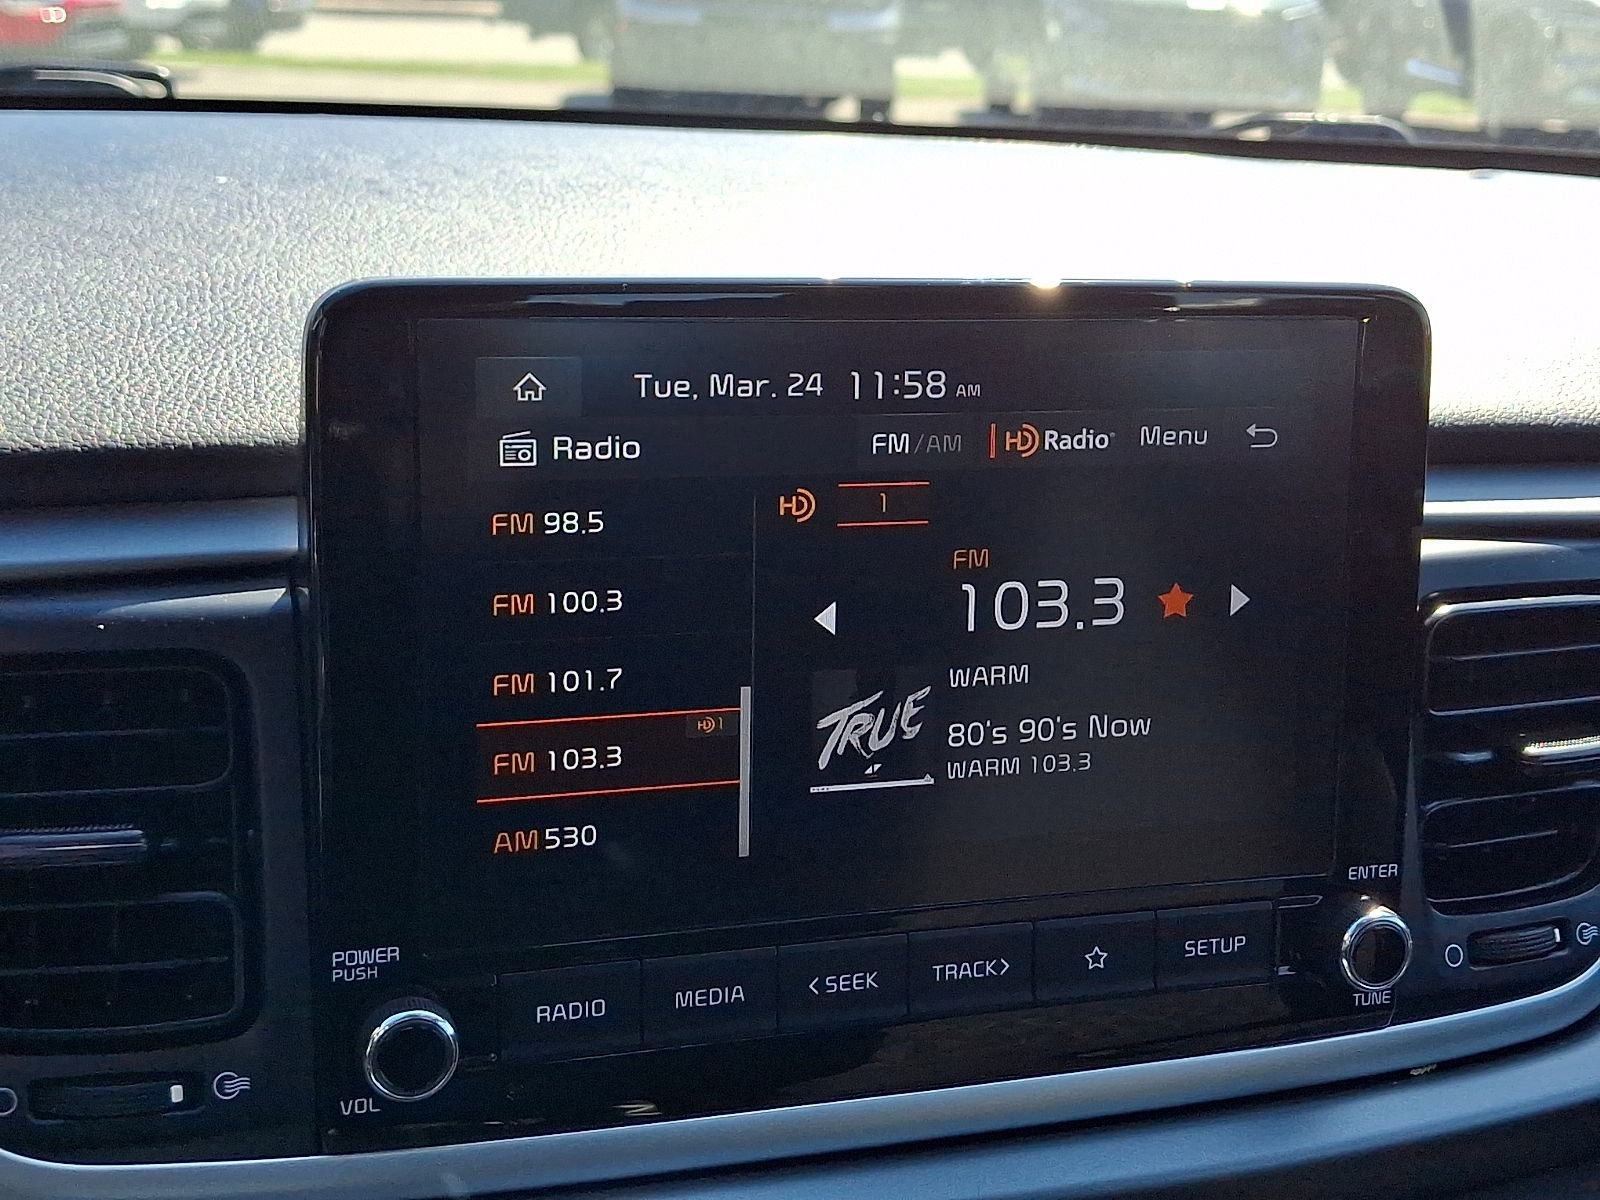 Tue, Mar. 24 11:58 AM
Radio FM/AM HD Radio Menu
FM 98.5
FM 100.3
FM 101.7
HD 1
FM 103.3
AM 530
HD 1
FM
103.3
WARM
TRUE
80's 90's Now
WARM 103.3
ENTER
TUNE
POWER
PUSH
VOL
RADIO MEDIA <SEEK TRACK> SETUP